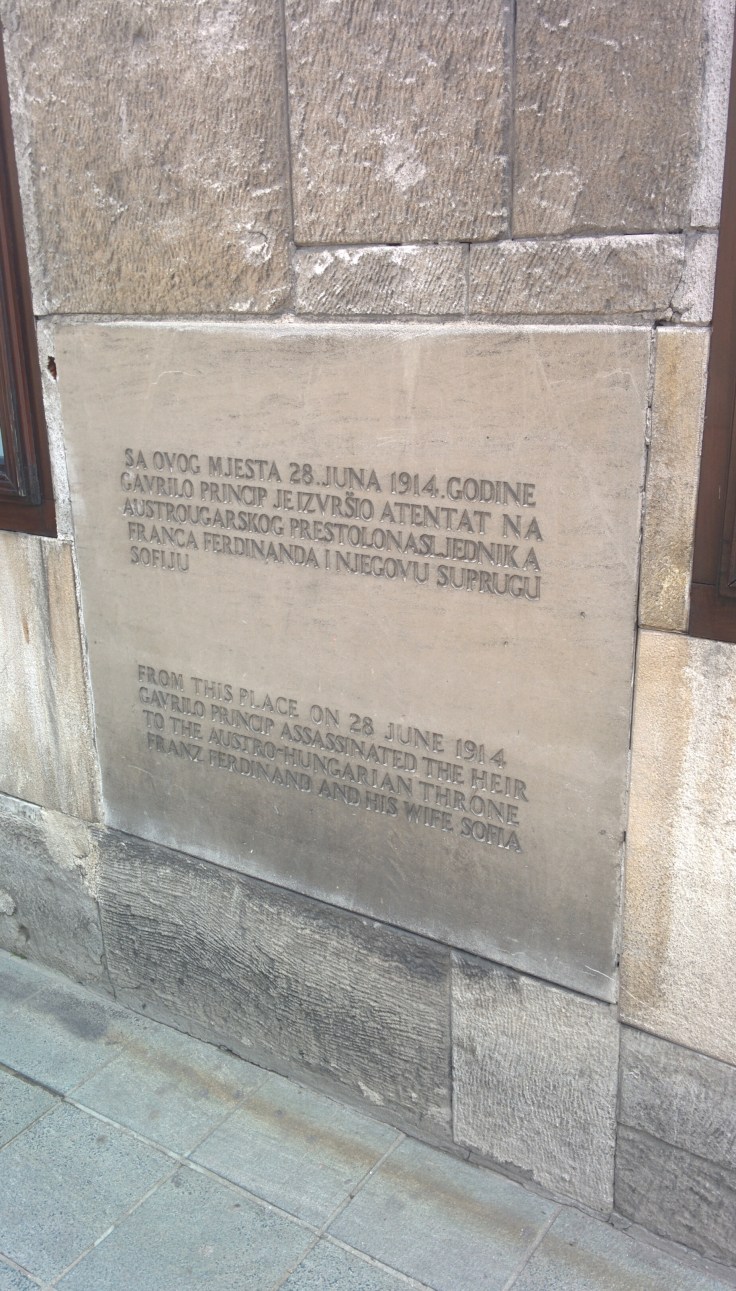 SA OVOG MJESTA 28.JUNA 1914.GODINE
GAVRILO PRINCIP JE IZVRŠIO ATENTAT NA
AUSTROUGARSKOG PRESTOLONASLJEDNIKA
FRANCA FERDINANDA I NJEGOVU SUPRUGU
SOFIJU
FROM THIS PLACE ON 28 JUNE 1914
GAVRILO PRINCIP ASSASSINATED THE HEIR
TO THE AUSTRO-HUNGARIAN THRONE
FRANZ FERDINAND AND HIS WIFE SOFIA